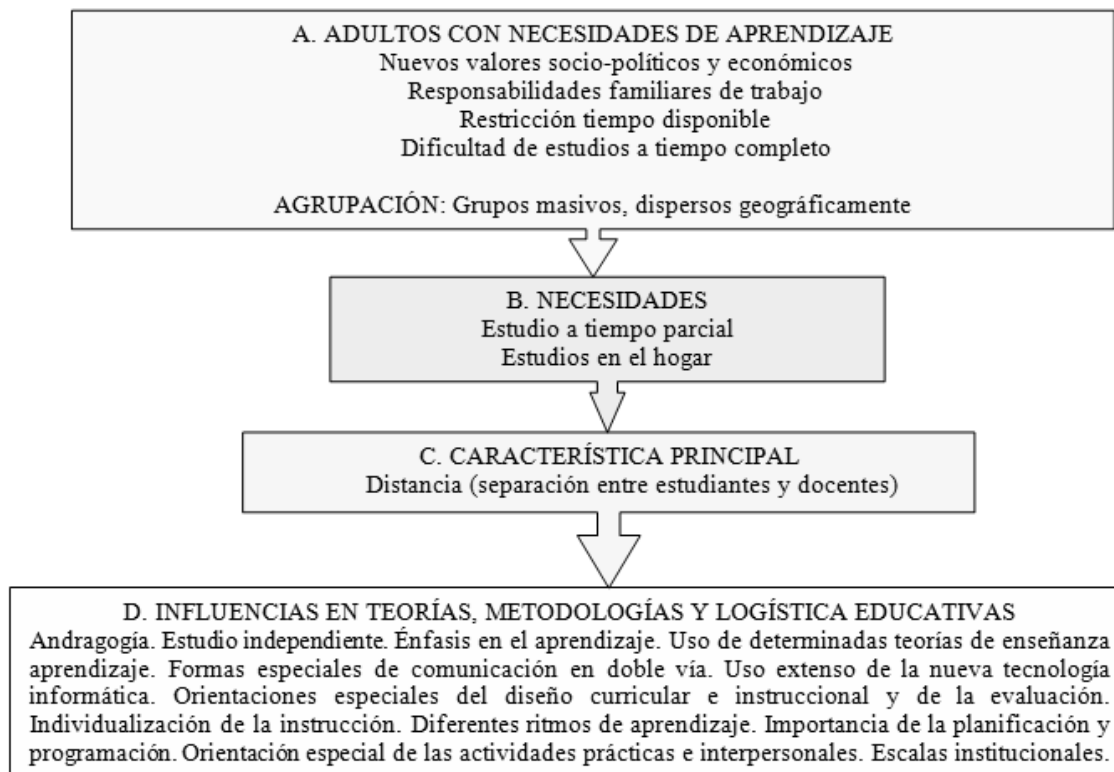 A. ADULTOS CON NECESIDADES DE APRENDIZAJE
Nuevos valores socio-políticos y económicos
Responsabilidades familiares de trabajo
Restricción tiempo disponible
Dificultad de estudios a tiempo completo
AGRUPACIÓN: Grupos masivos, dispersos geográficamente
B. NECESIDADES
Estudio a tiempo parcial
Estudios en el hogar
C. CARACTERÍSTICA PRINCIPAL
Distancia (separación entre estudiantes y docentes)
D. INFLUENCIAS EN TEORÍAS, METODOLOGÍAS Y LOGÍSTICA EDUCATIVAS
Andragogía. Estudio independiente. Énfasis en el aprendizaje. Uso de determinadas teorías de enseñanza
aprendizaje. Formas especiales de comunicación en doble vía. Uso extenso de la nueva tecnología
informática. Orientaciones especiales del diseño curricular e instruccional y de la evaluación.
Individualización de la instrucción. Diferentes ritmos de aprendizaje. Importancia de la planificación y
programación. Orientación especial de las actividades prácticas e interpersonales. Escalas institucionales.